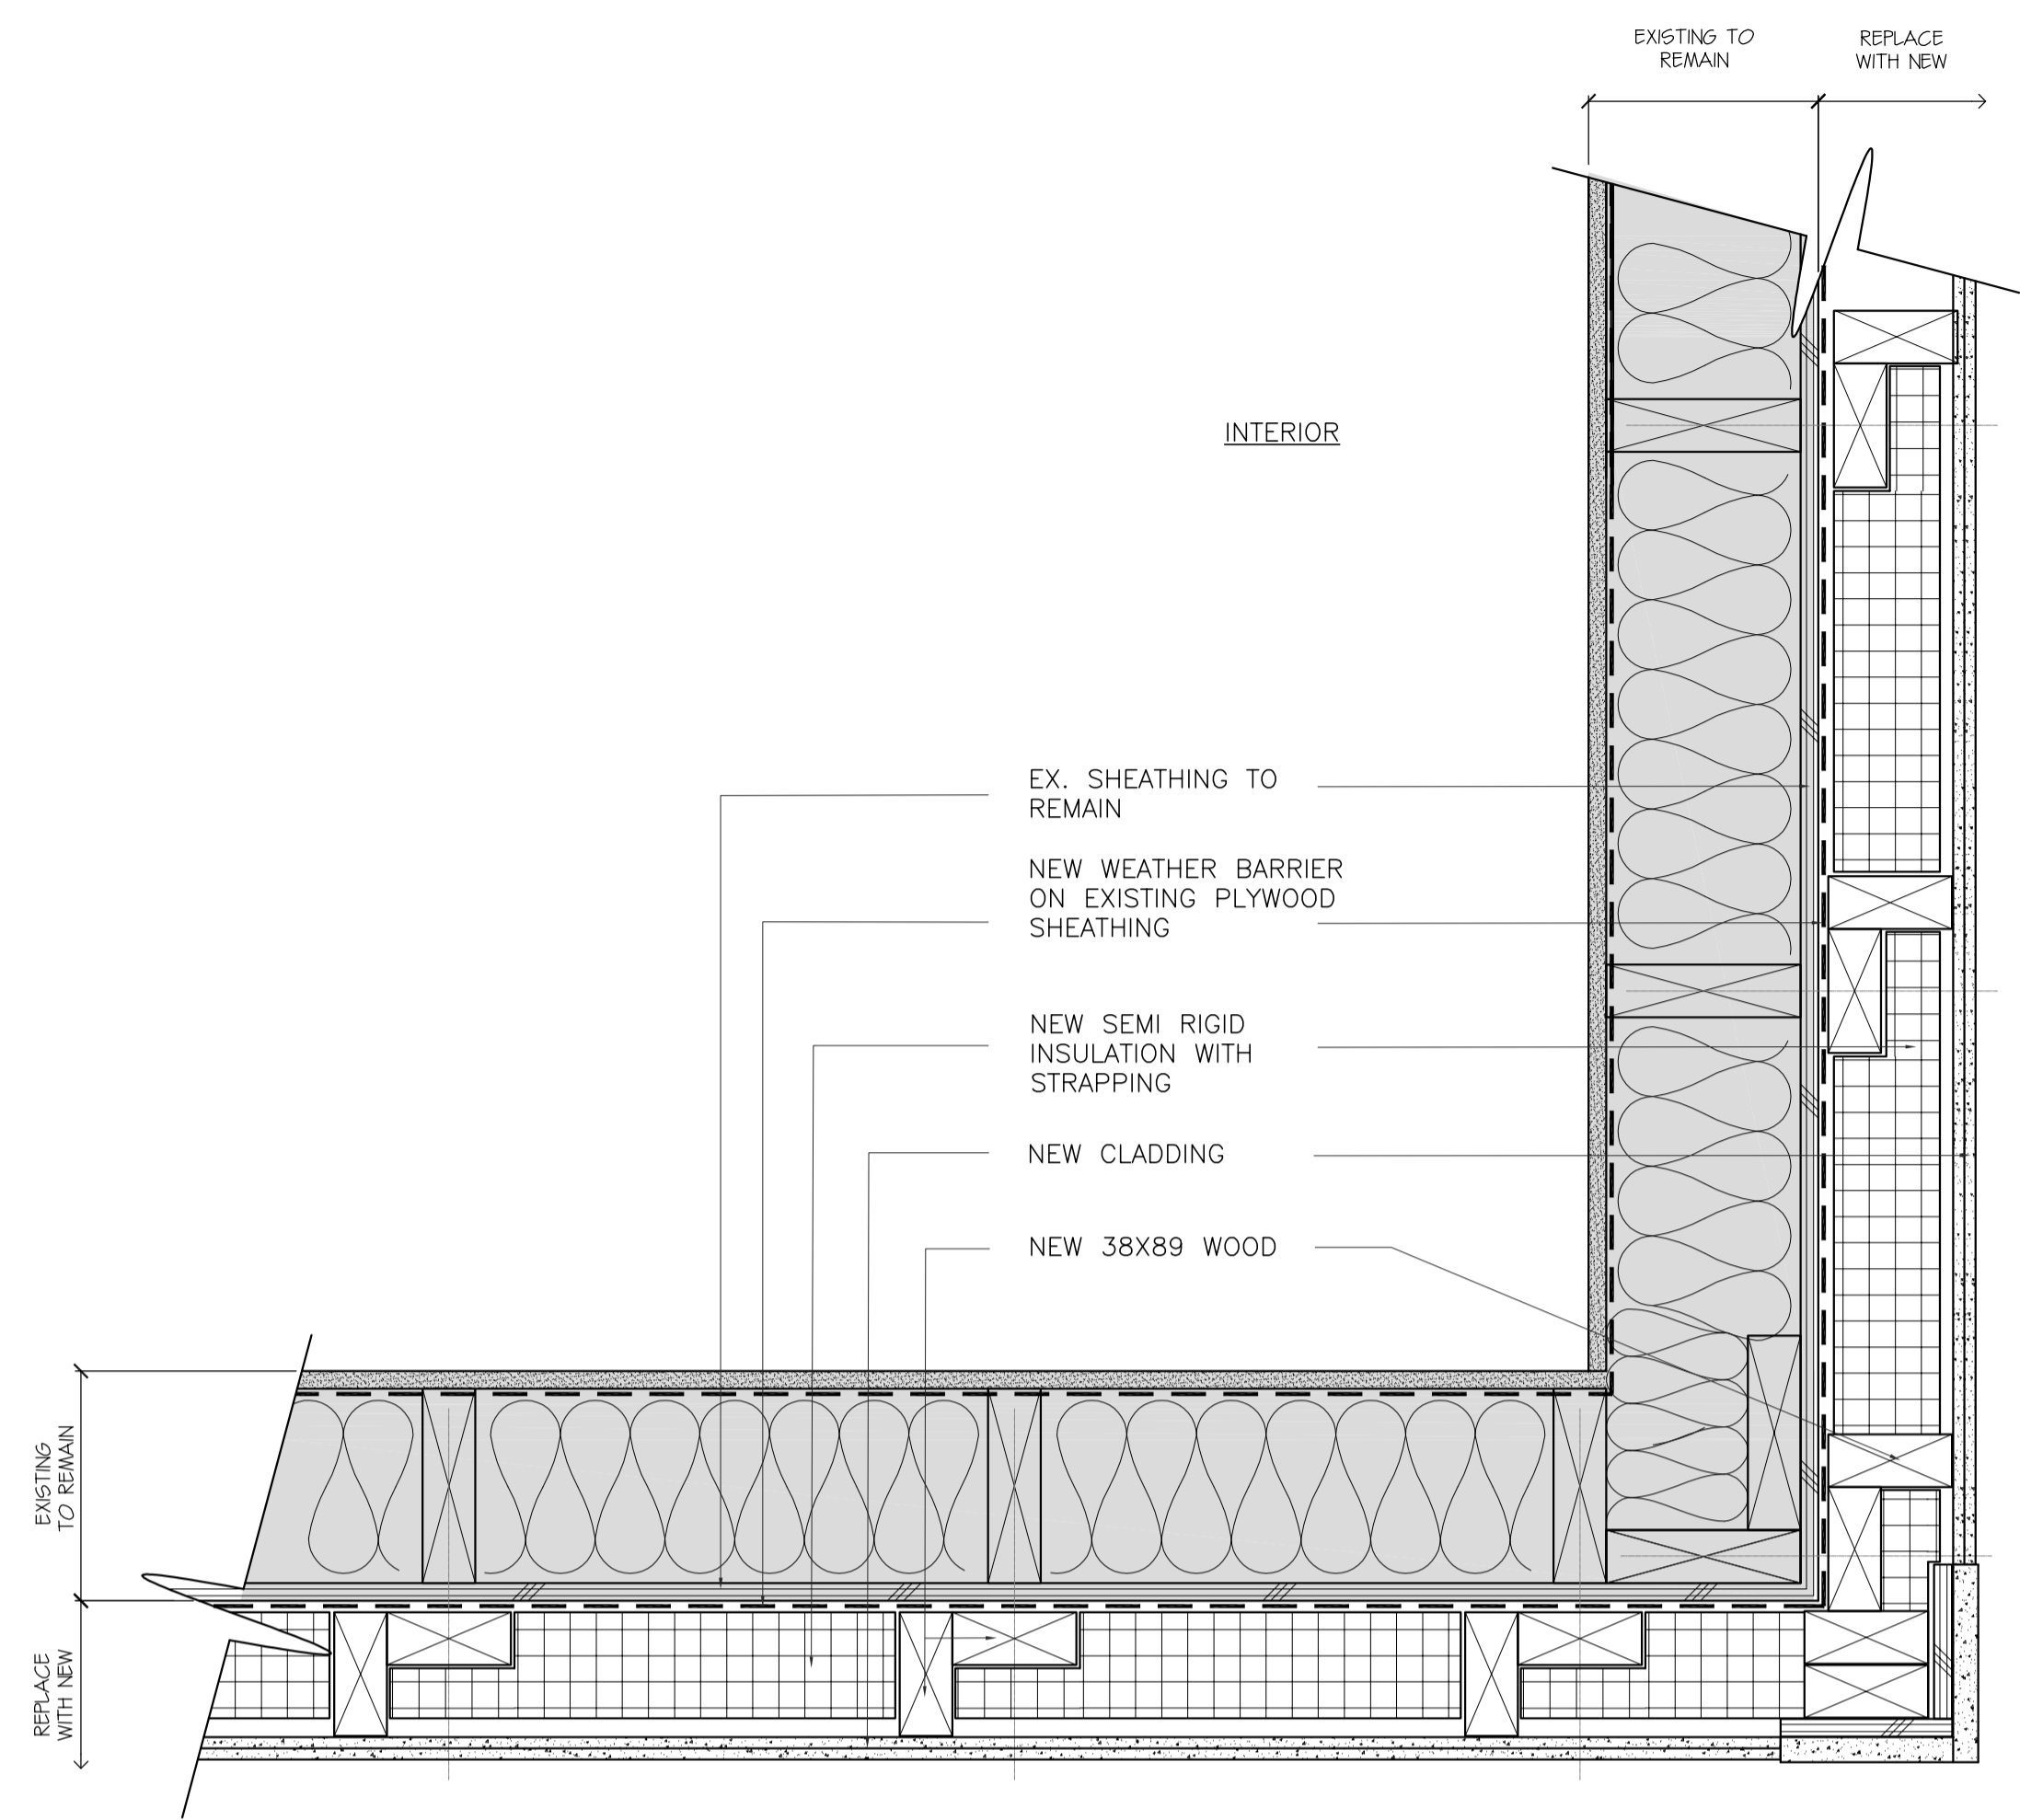 EXISTING TO
REMAIN
REPLACE
WITH NEW
INTERIOR
EX. SHEATHING TO
REMAIN
NEW WEATHER BARRIER
ON EXISTING PLYWOOD
SHEATHING
NEW SEMI RIGID
INSULATION WITH
STRAPPING
NEW CLADDING
NEW 38X89 WOOD
EXISTING
TO REMAIN
REPLACE
WITH NEW